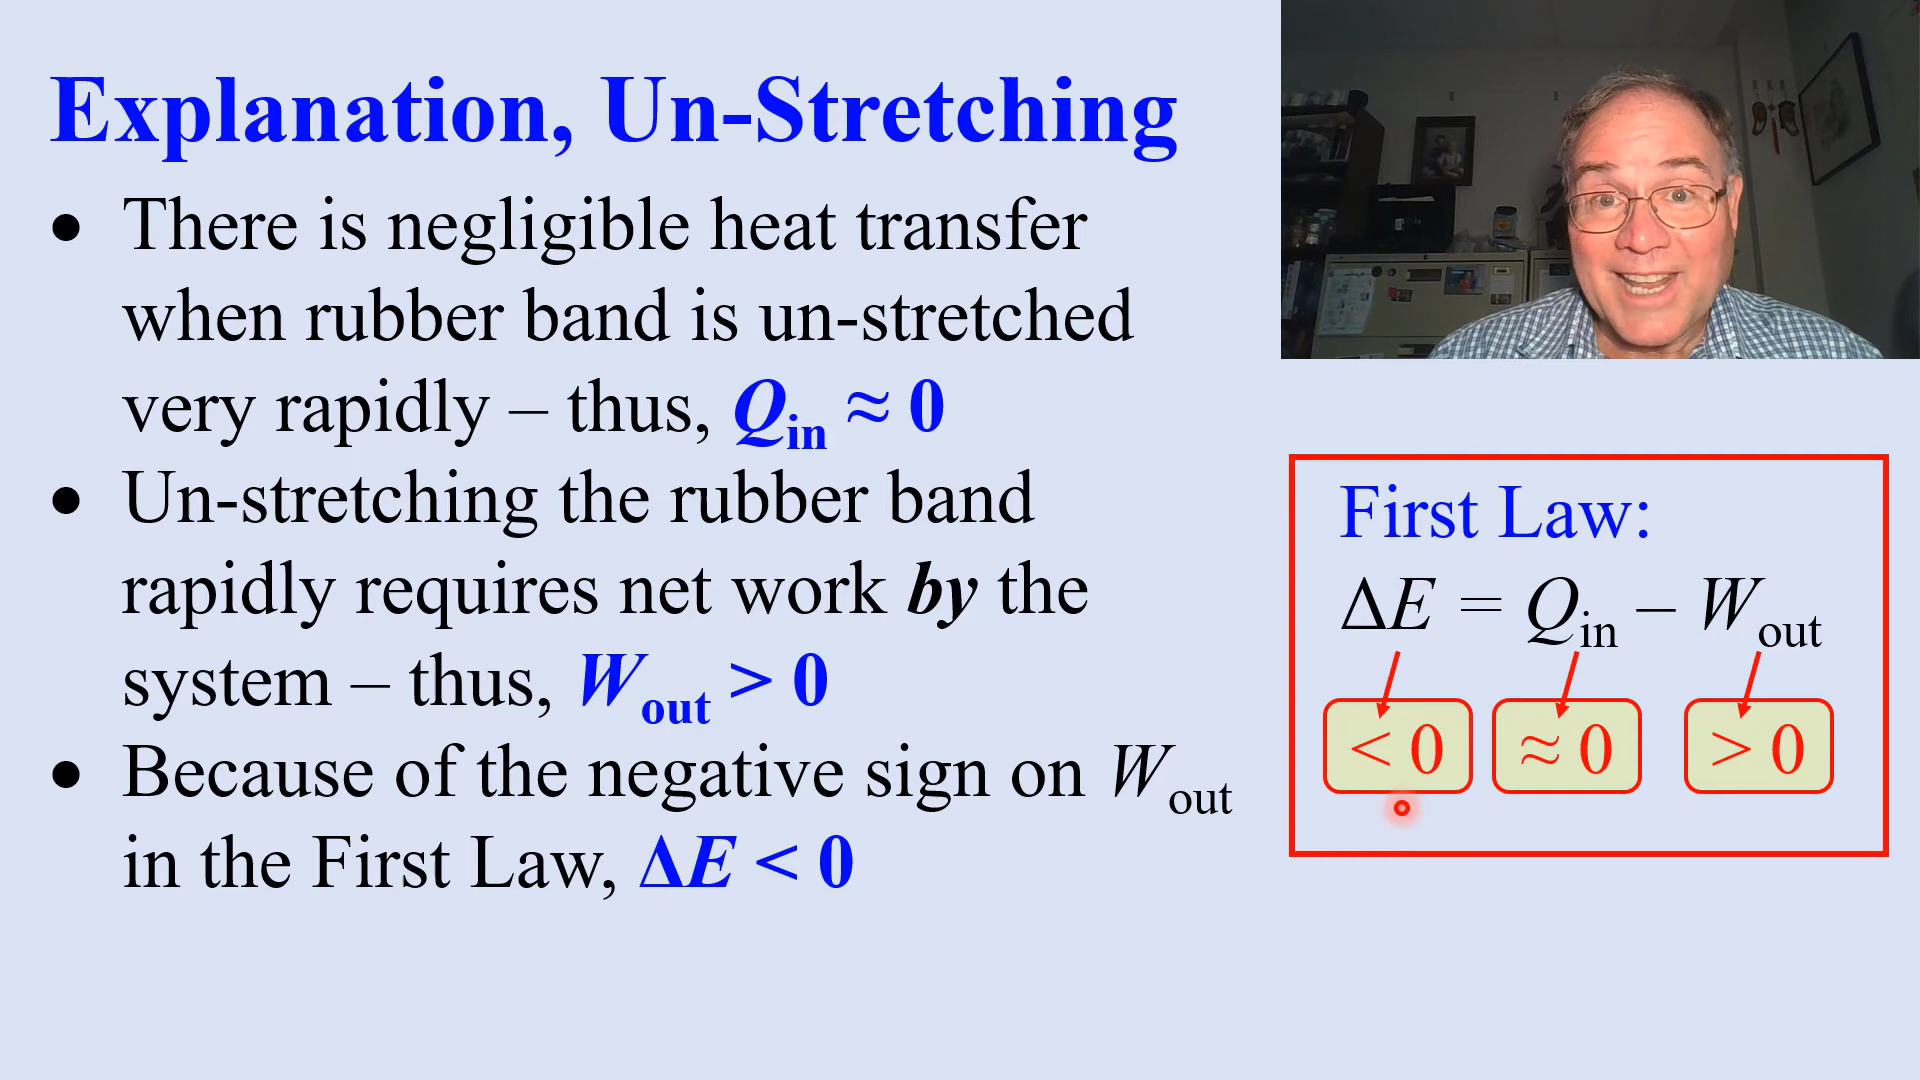 Explanation, Un-Stretching
• There is negligible heat transfer
when rubber band is un-stretched
very rapidly – thus, Qin ≈ 0
• Un-stretching the rubber band
rapidly requires net work by the
system – thus, Wout > 0
• Because of the negative sign on Wout
in the First Law, ΔE < 0
First Law:
ΔE = Qin – Wout
< 0 ≈ 0 > 0